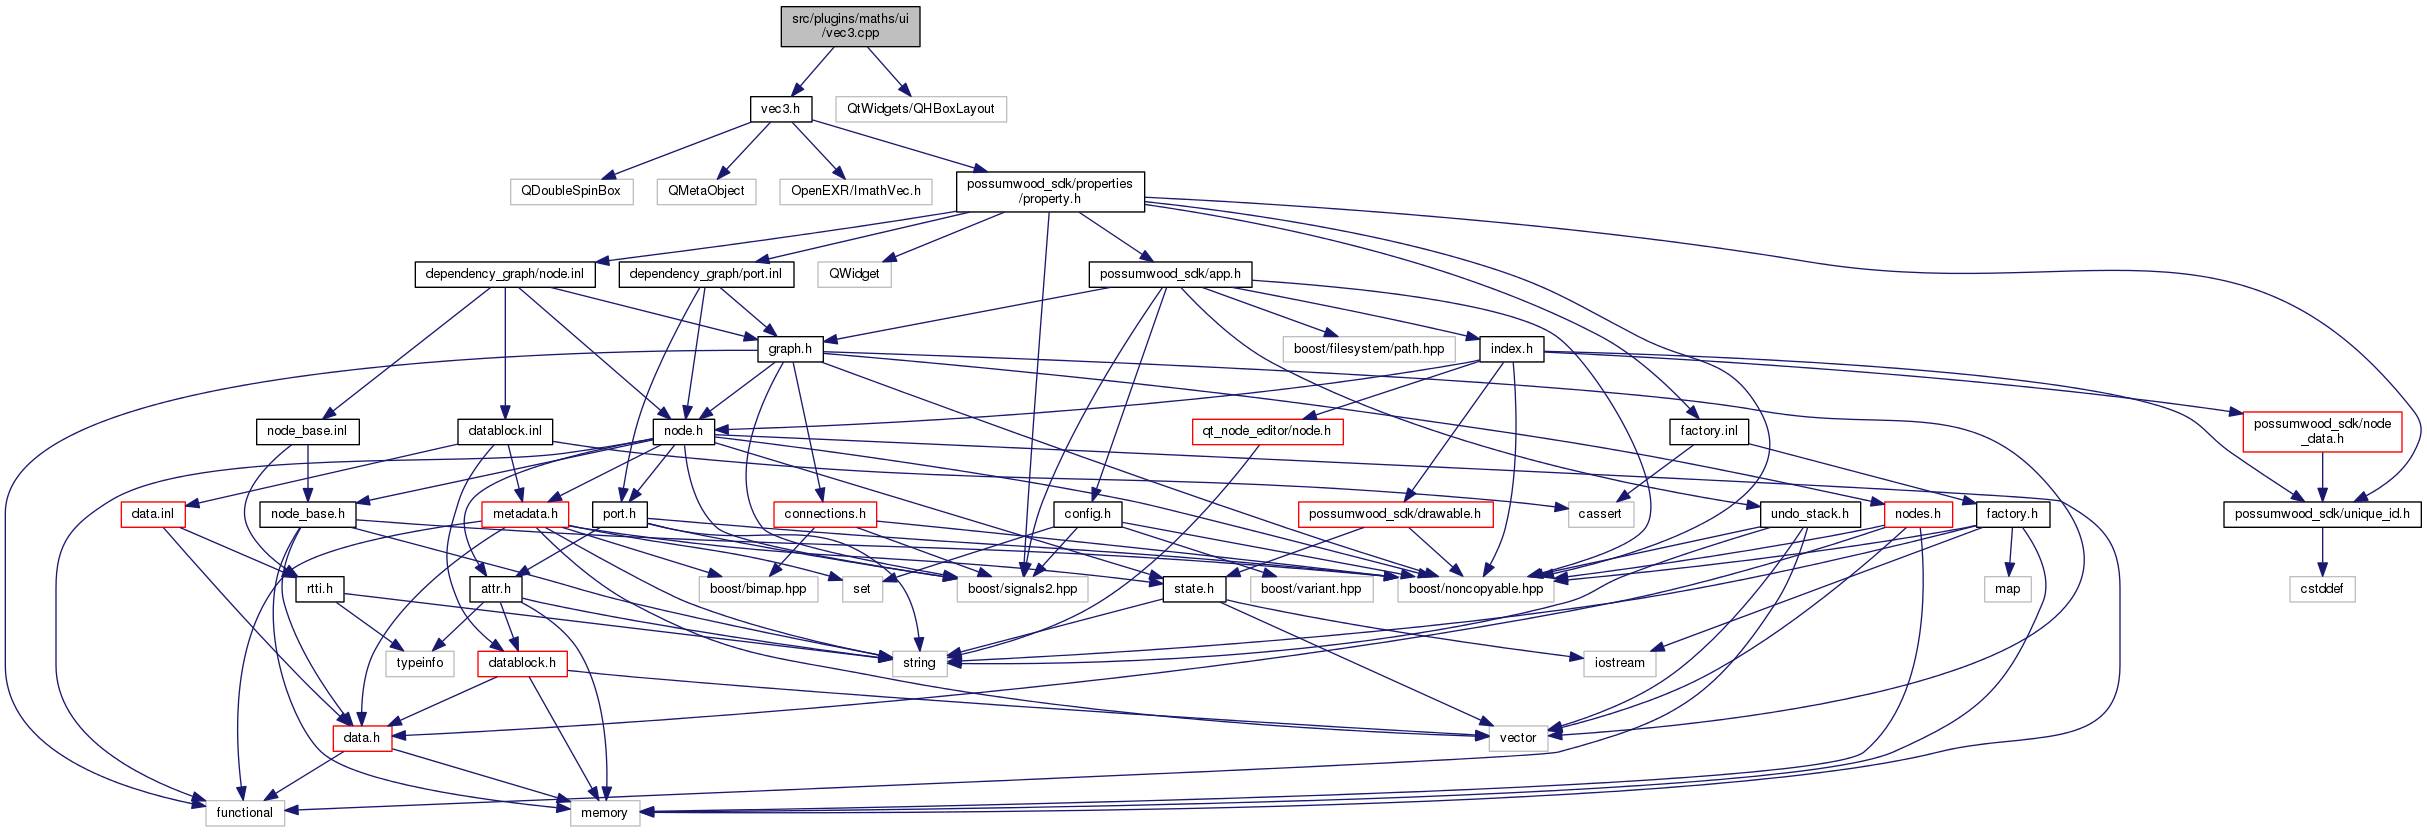 src/plugins/maths/ui
/vec3.cpp
vec3.h
QtWidgets/QHBoxLayout
QDoubleSpinBox
QMetaObject
OpenEXR/ImathVec.h
possumwood_sdk/properties
/property.h
dependency_graph/node.inl
dependency_graph/port.inl
QWidget
possumwood_sdk/app.h
graph.h
boost/filesystem/path.hpp
index.h
node_base.inl
datablock.inl
node.h
qt_node_editor/node.h
factory.inl
possumwood_sdk/node
_data.h
data.inl
node_base.h
metadata.h
port.h
connections.h
config.h
possumwood_sdk/drawable.h
cassert
undo_stack.h
nodes.h
factory.h
possumwood_sdk/unique_id.h
rtti.h
attr.h
boost/bimap.hpp
set
boost/signals2.hpp
state.h
boost/variant.hpp
boost/noncopyable.hpp
map
cstddef
typeinfo
datablock.h
string
iostream
data.h
vector
functional
memory